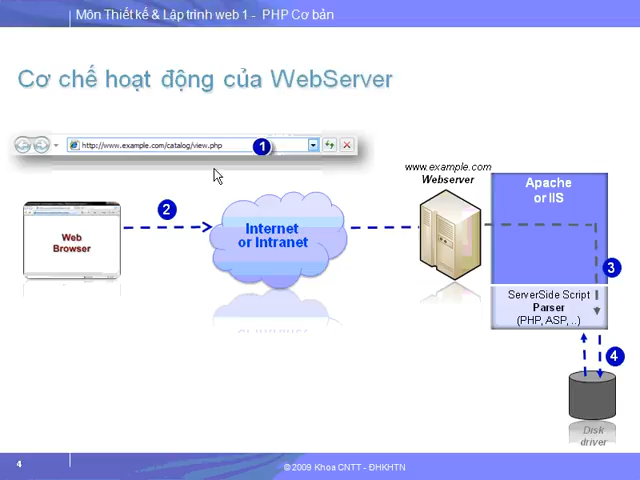 Môn Thiết kế & Lập trình web 1 - PHP Cơ bản
Cơ chế hoạt động của WebServer
http://www.example.com/catalog/view.php
1
www.example.com
Webserver
Apache
or IIS
2
Web
Browser
Internet
or Intranet
3
ServerSide Script
Parser
(PHP, ASP, ..)
4
Disk
driver
4
© 2009 Khoa CNTT - ĐHKHTN